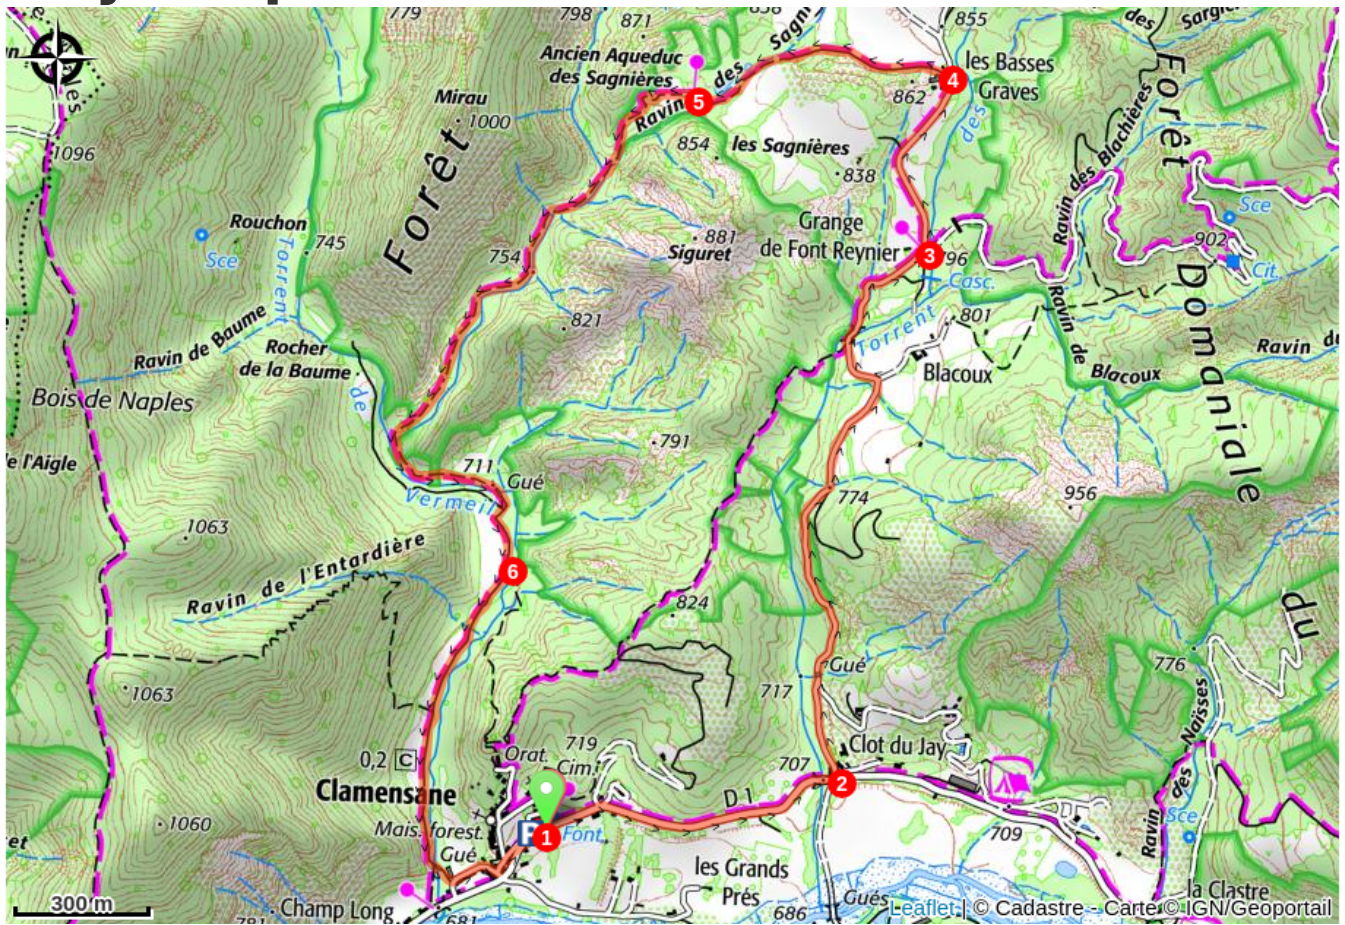 779
798
871
838
855
des
Sargie
Sagn
Ancien Aqueduc
des Sagnières
des
les Basses
Graves
4
862
5
Ravin
Mirau
1000
Forêt
1096
854
les Sagnières
838
des
Ravin des Blachières
Forêt
Domaniale
du
Rouchon
Sce
745
Torrent
de
Vermeil
754
881
Siguret
Grange
de Font Reynier
3
796
Casc.
Sce
902
Cit.
Ravin de Baume
Rocher
de la Baume
821
Torrent
801
Blacoux
Ravin de
Blacoux
Ravin du
Bois de Naples
e l'Aigle
791
711
Gué
774
956
1063
Ravin de l'Entardière
6
824
Gué
717
776
1063
Ravin des Naïsses
0,2 C
Orat.
719
Cim.
Clot du Jay
707
2
D 1
Clamensane
1060
Mais. forest.
P
1
Font.
Gué
709
Sce
les Grands
Prés
la Clastre
300 m
781
Champ Long
681
686
Gués
Leaflet | © Cadastre - Carte © IGN/Geoportail